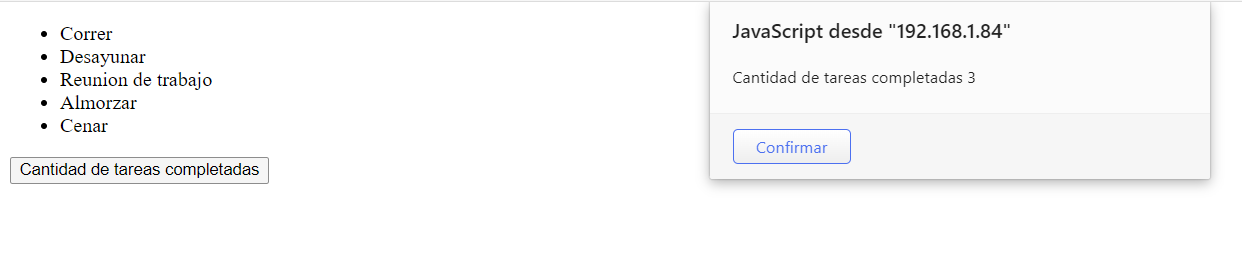 Correr
Desayunar
Reunion de trabajo
Almorzar
Cenar
Cantidad de tareas completadas
JavaScript desde "192.168.1.84"
Cantidad de tareas completadas 3
Confirmar